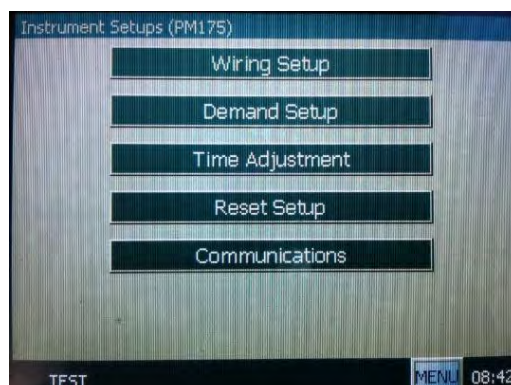 Instrument Setups (PM175)
Wiring Setup
Demand Setup
Time Adjustment
Reset Setup
Communications
TEST
MENU 08:42